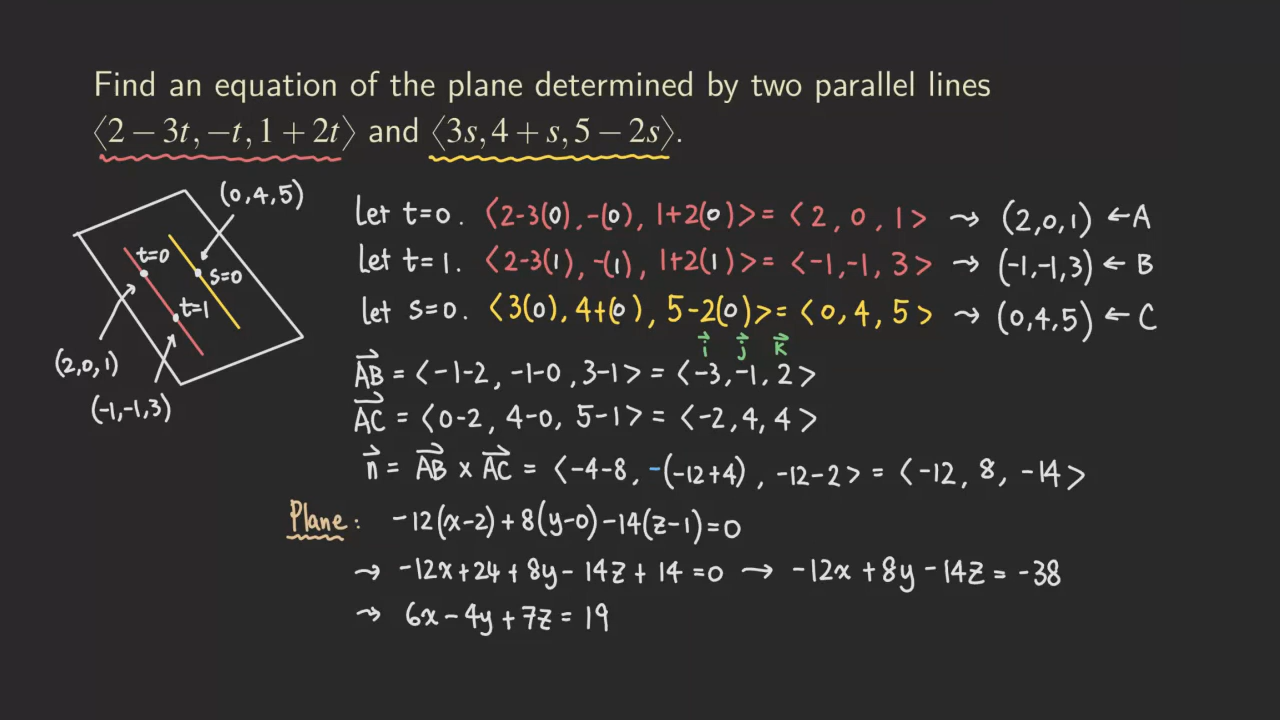 Find an equation of the plane determined by two parallel lines
⟨2 − 3t, −t, 1 + 2t⟩ and ⟨3s, 4 + s, 5 − 2s⟩.
(0,4,5)
t=0
s=0
t=1
(2,0,1)
(-1,-1,3)
Let t=0. <2-3(0), -(0), 1+2(0)> = <2, 0, 1> ⇝ (2,0,1) ← A
Let t=1. <2-3(1), -(1), 1+2(1)> = <-1,-1, 3> ⇝ (-1,-1,3) ← B
Let s=0. <3(0), 4+(0), 5-2(0)> = <0, 4, 5> ⇝ (0,4,5) ← C
i⃗ j⃗ k⃗
A⃗B⃗ = <-1-2, -1-0, 3-1> = <-3, -1, 2>
A⃗C⃗ = <0-2, 4-0, 5-1> = <-2, 4, 4>
n⃗ = A⃗B⃗ × A⃗C⃗ = <-4-8, -(-12+4), -12-2> = <-12, 8, -14>
Plane: -12(x-2)+8(y-0)-14(z-1)=0
⇝ -12x+24+8y-14z+14=0 → -12x+8y-14z=-38
⇝ 6x-4y+7z=19